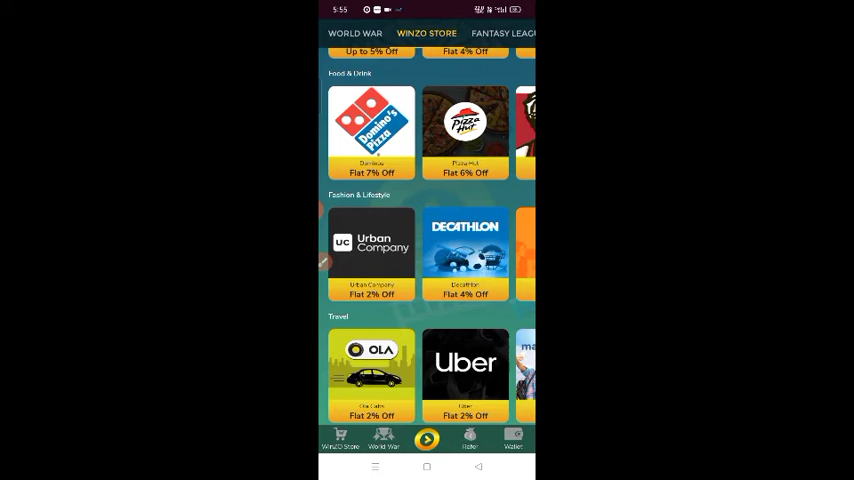 5:55
WORLD WAR WINZO STORE FANTASY LEAGU
Up to 5% Off Flat 4% Off
Food & Drink
Domino's Pizza
Pizza Hut
Dominos Pizza Hut
Flat 7% Off Flat 6% Off
Fashion & Lifestyle
UC Urban Company
DECATHLON
Urban Company Decathlon
Flat 2% Off Flat 4% Off
Travel
OLA
Uber
ma
Ola Cabs Uber
Flat 2% Off Flat 2% Off
WinZO Store World War Refer Wallet